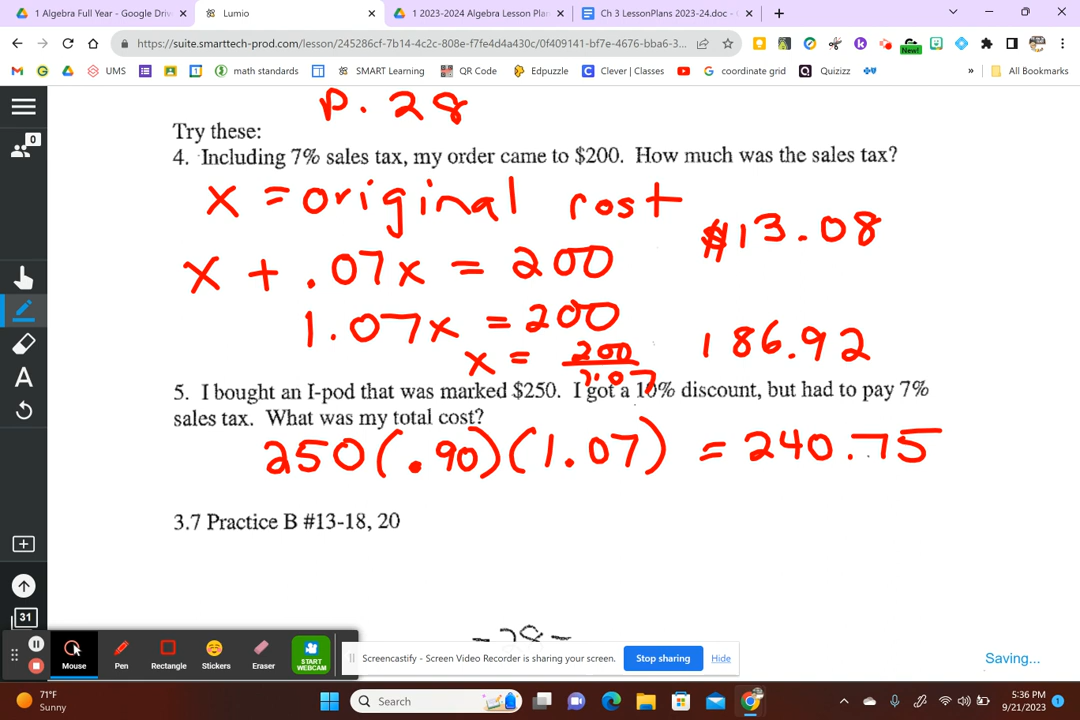 1 Algebra Full Year - Google Driv
Lumio
1 2023-2024 Algebra Lesson Plan
Ch 3 LessonPlans 2023-24.doc -
https://suite.smarttech-prod.com/lesson/245286cf-7b14-4c2c-808e-f7fe4d4a430c/0f409141-bf7e-4676-bba6-3...
New!
UMS
math standards
SMART Learning
QR Code
Edpuzzle
Clever | Classes
coordinate grid
Quizizz
»
All Bookmarks
0
p. 28
Try these:
4. Including 7% sales tax, my order came to $200. How much was the sales tax?
x = original cost
$13.08
x + .07x = 200
1.07x = 200
x = 200/1.07
186.92
5. I bought an I-pod that was marked $250. I got a 10% discount, but had to pay 7%
sales tax. What was my total cost?
250(.90)(1.07) = 240.75
3.7 Practice B #13-18, 20
-28-
A
31
Mouse
Pen
Rectangle
Stickers
Eraser
START
WEBCAM
Screencastify - Screen Video Recorder is sharing your screen.
Stop sharing
Hide
Saving...
71°F
Sunny
Search
5:36 PM
9/21/2023
1